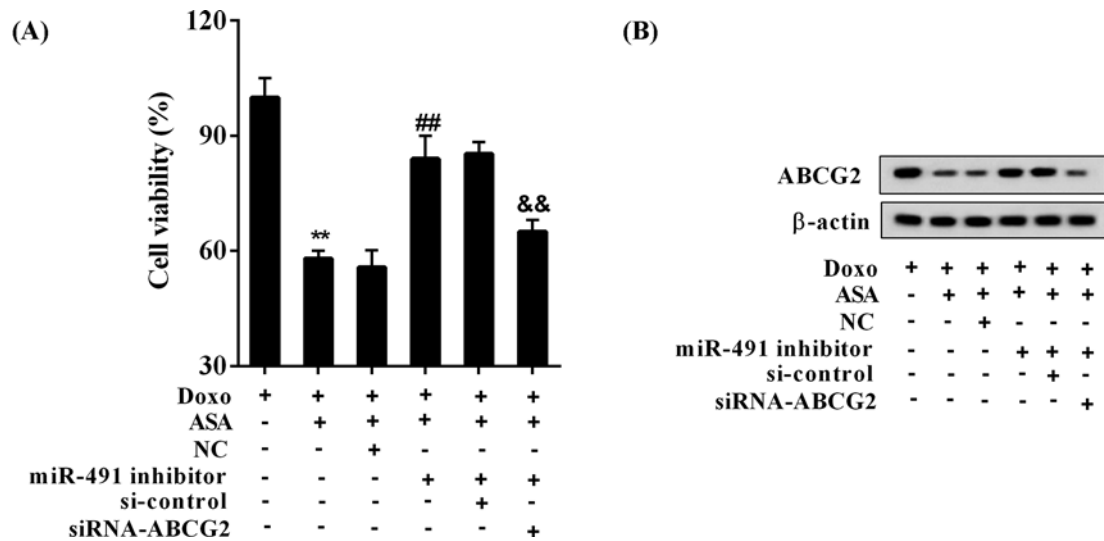 (A)
Cell viability (%)
120
90
60
30
**
##
&&
Doxo + + + + + +
ASA - + + + + +
NC - - + - - -
miR-491 inhibitor - - - + + +
si-control - - - - + -
siRNA-ABCG2 - - - - - +
(B)
ABCG2
β-actin
Doxo + + + + + +
ASA - + + + + +
NC - - + - - -
miR-491 inhibitor - - - + + +
si-control - - - - + -
siRNA-ABCG2 - - - - - +